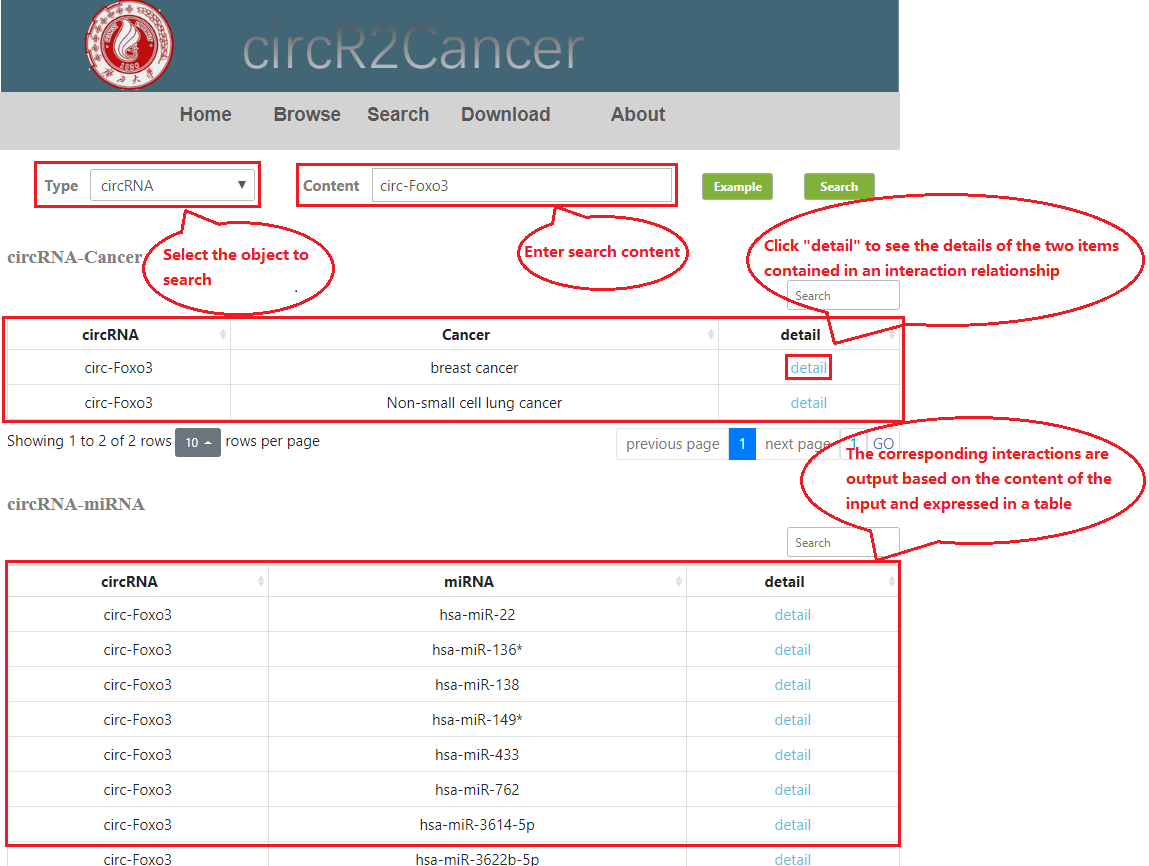 circR2Cancer
Home Browse Search Download About
Type circRNA Content circ-Foxo3 Example Search
Select the object to
search
Enter search content
Click "detail" to see the details of the two items
contained in an interaction relationship
circRNA-Cancer
Search
circRNA Cancer detail
circ-Foxo3 breast cancer detail
circ-Foxo3 Non-small cell lung cancer detail
Showing 1 to 2 of 2 rows 10 rows per page previous page 1 next page 1 GO
The corresponding interactions are
output based on the content of the
input and expressed in a table
circRNA-miRNA
Search
circRNA miRNA detail
circ-Foxo3 hsa-miR-22 detail
circ-Foxo3 hsa-miR-136* detail
circ-Foxo3 hsa-miR-138 detail
circ-Foxo3 hsa-miR-149* detail
circ-Foxo3 hsa-miR-433 detail
circ-Foxo3 hsa-miR-762 detail
circ-Foxo3 hsa-miR-3614-5p detail
circ-Foxo3 hsa-miR-3622b-5p detail